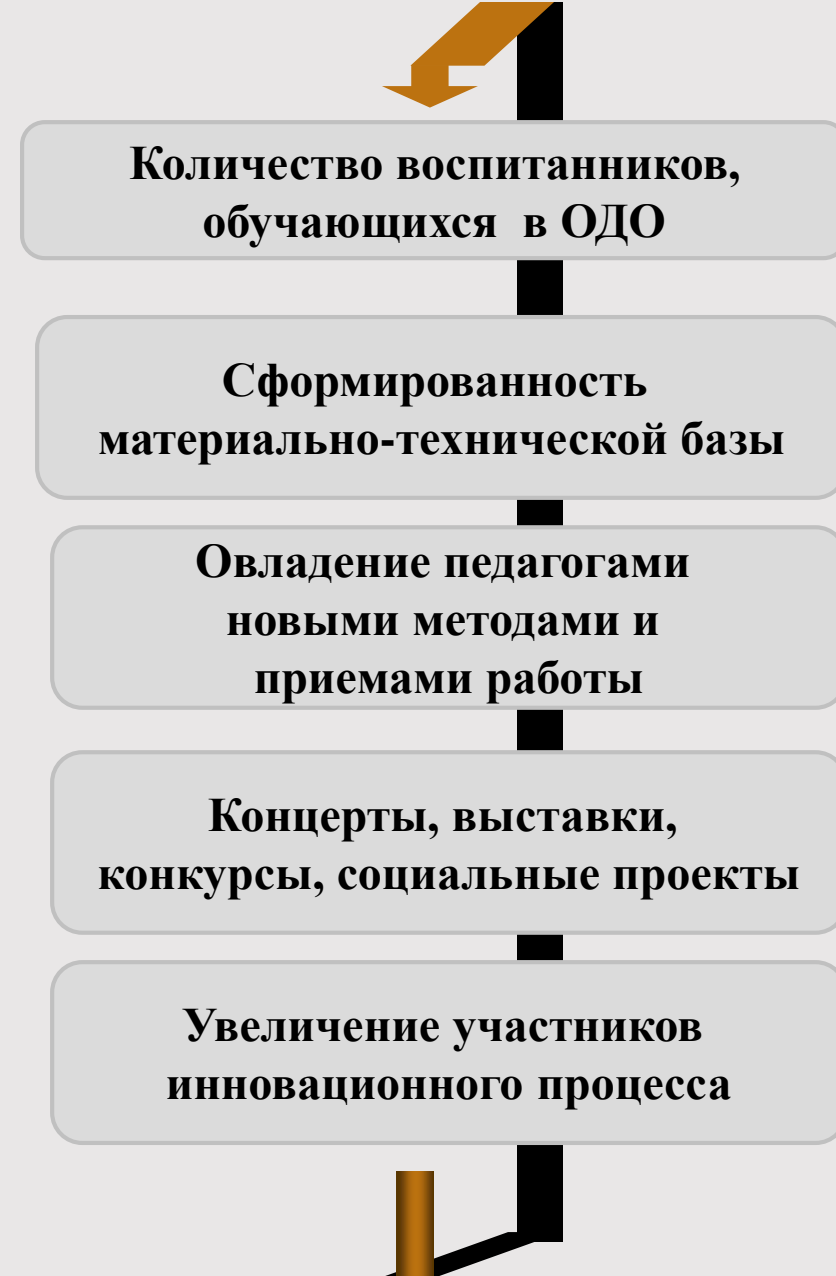 Количество воспитанников,
обучающихся в ОДО
Сформированность
материально-технической базы
Овладение педагогами
новыми методами и
приемами работы
Концерты, выставки,
конкурсы, социальные проекты
Увеличение участников
инновационного процесса